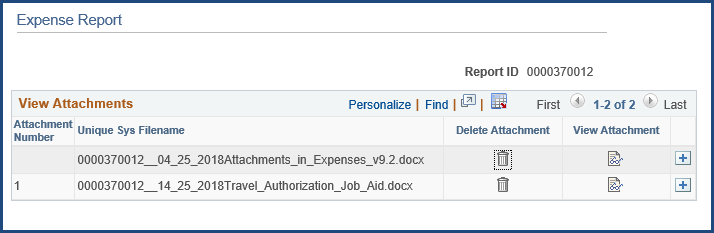 Expense Report
Report ID 0000370012
View Attachments Personalize | Find | | First 1-2 of 2 Last
Attachment Number Unique Sys Filename Delete Attachment View Attachment
0000370012__04_25_2018Attachments_in_Expenses_v9.2.docx
1 0000370012__14_25_2018Travel_Authorization_Job_Aid.docx